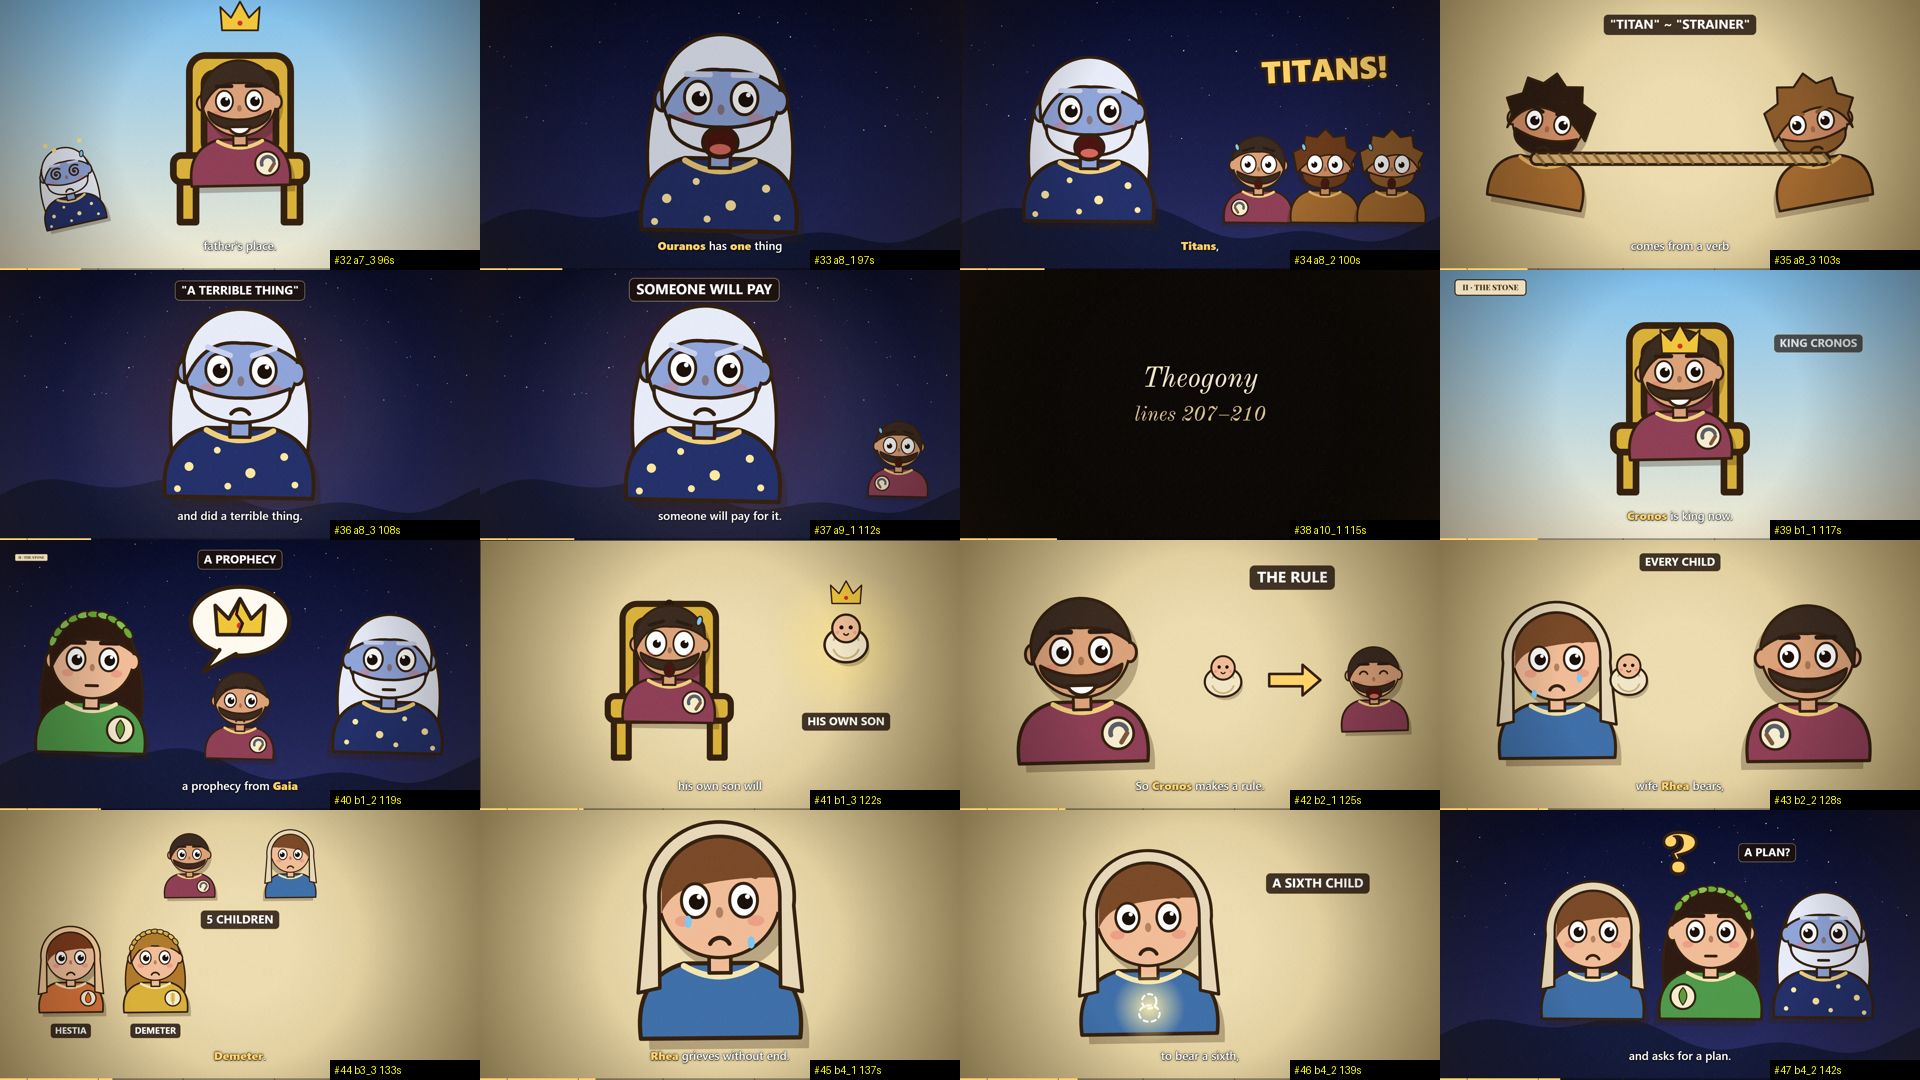 father's place.
#32 a7_3 96s
Ouranos has one thing
#33 a8_1 97s
TITANS!
Titans,
#34 a8_2 100s
"TITAN" ~ "STRAINER"
comes from a verb
#35 a8_3 103s
"A TERRIBLE THING"
and did a terrible thing.
#36 a8_3 108s
SOMEONE WILL PAY
someone will pay for it.
#37 a9_1 112s
Theogony
lines 207–210
#38 a10_1 115s
II · THE STONE
KING CRONOS
Cronos is king now.
#39 b1_1 117s
II · THE STONE
A PROPHECY
a prophecy from Gaia
#40 b1_2 119s
HIS OWN SON
his own son will
#41 b1_3 122s
THE RULE
So Cronos makes a rule.
#42 b2_1 125s
EVERY CHILD
wife Rhea bears,
#43 b2_2 128s
5 CHILDREN
HESTIA
DEMETER
Demeter.
#44 b3_3 133s
Rhea grieves without end.
#45 b4_1 137s
A SIXTH CHILD
to bear a sixth,
#46 b4_2 139s
?
A PLAN?
and asks for a plan.
#47 b4_2 142s